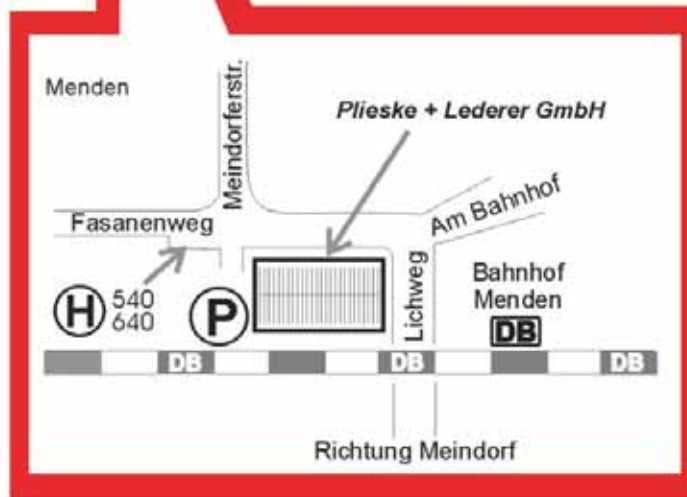 Menden
Meindorferstr.
Plieske + Lederer GmbH
Fasanenweg
Am Bahnhof
H
540
640
P
Lichweg
Bahnhof
Menden
DB
DB
DB
DB
Richtung Meindorf